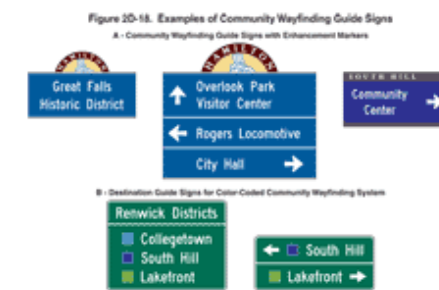 Figure 2D-18. Examples of Community Wayfinding Guide Signs
A - Community Wayfinding Guide Signs with Enhancement Markers
HAMILTON
Great Falls
Historic District
HAMILTON
Overlook Park
Visitor Center
Rogers Locomotive
City Hall
SOUTH HILL
Community
Center
B - Destination Guide Signs for Color-Coded Community Wayfinding System
Renwick Districts
Collegetown
South Hill
Lakefront
South Hill
Lakefront